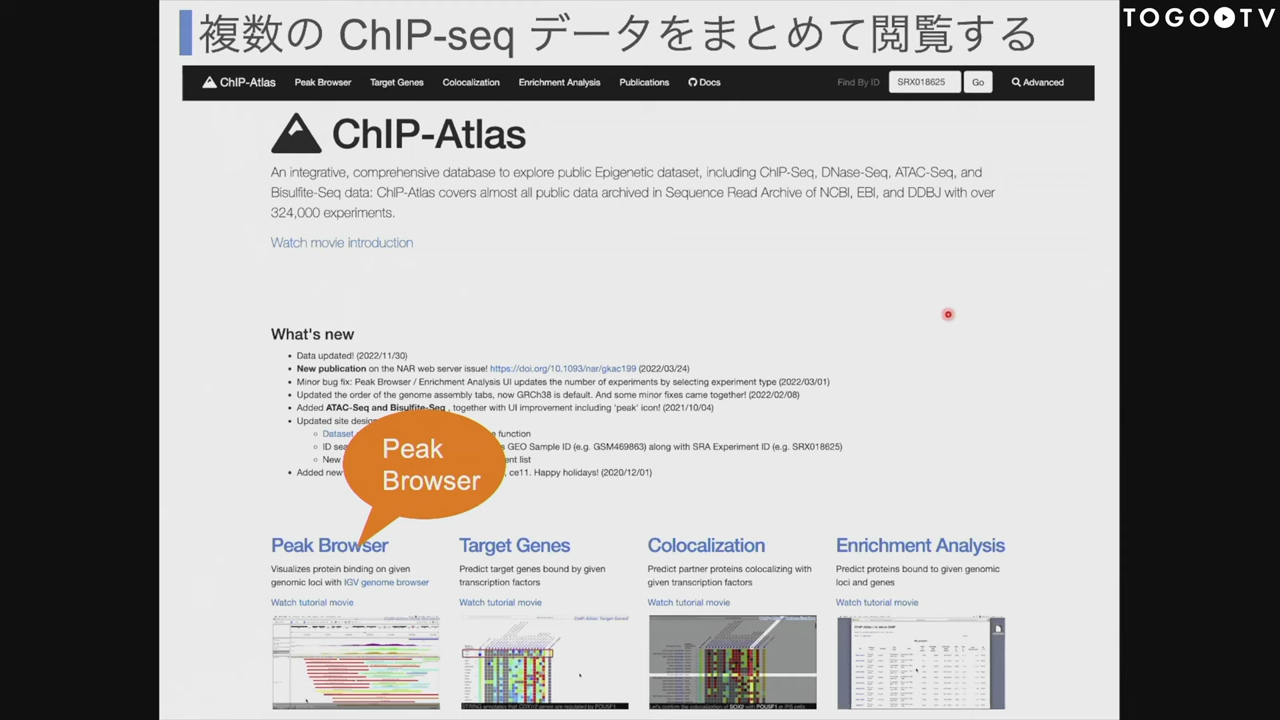 複数の ChIP-seq データをまとめて閲覧する
TOGO TV
ChIP-Atlas Peak Browser Target Genes Colocalization Enrichment Analysis Publications Docs Find By ID SRX018625 Go Advanced
ChIP-Atlas
An integrative, comprehensive database to explore public Epigenetic dataset, including ChIP-Seq, DNase-Seq, ATAC-Seq, and
Bisulfite-Seq data: ChIP-Atlas covers almost all public data archived in Sequence Read Archive of NCBI, EBI, and DDBJ with over
324,000 experiments.
Watch movie introduction
What's new
Data updated! (2022/11/30)
New publication on the NAR web server issue! https://doi.org/10.1093/nar/gkac199 (2022/03/24)
Minor bug fix: Peak Browser / Enrichment Analysis UI updates the number of experiments by selecting experiment type (2022/03/01)
Updated the order of the genome assembly tabs, now GRCh38 is default. And some minor fixes came together! (2022/02/08)
Added ATAC-Seq and Bisulfite-Seq , together with UI improvement including 'peak' icon! (2021/10/04)
Updated site
Dataset function
ID GEO Sample ID (e.g. GSM469863) along with SRA Experiment ID (e.g. SRX018625)
New list
Added new ce11. Happy holidays! (2020/12/01)
Peak
Browser
Peak Browser
Visualizes protein binding on given
genomic loci with IGV genome browser
Watch tutorial movie
Target Genes
Predict target genes bound by given
transcription factors
Watch tutorial movie
Colocalization
Predict partner proteins colocalizing with
given transcription factors
Watch tutorial movie
Enrichment Analysis
Predict proteins bound to given genomic
loci and genes
Watch tutorial movie